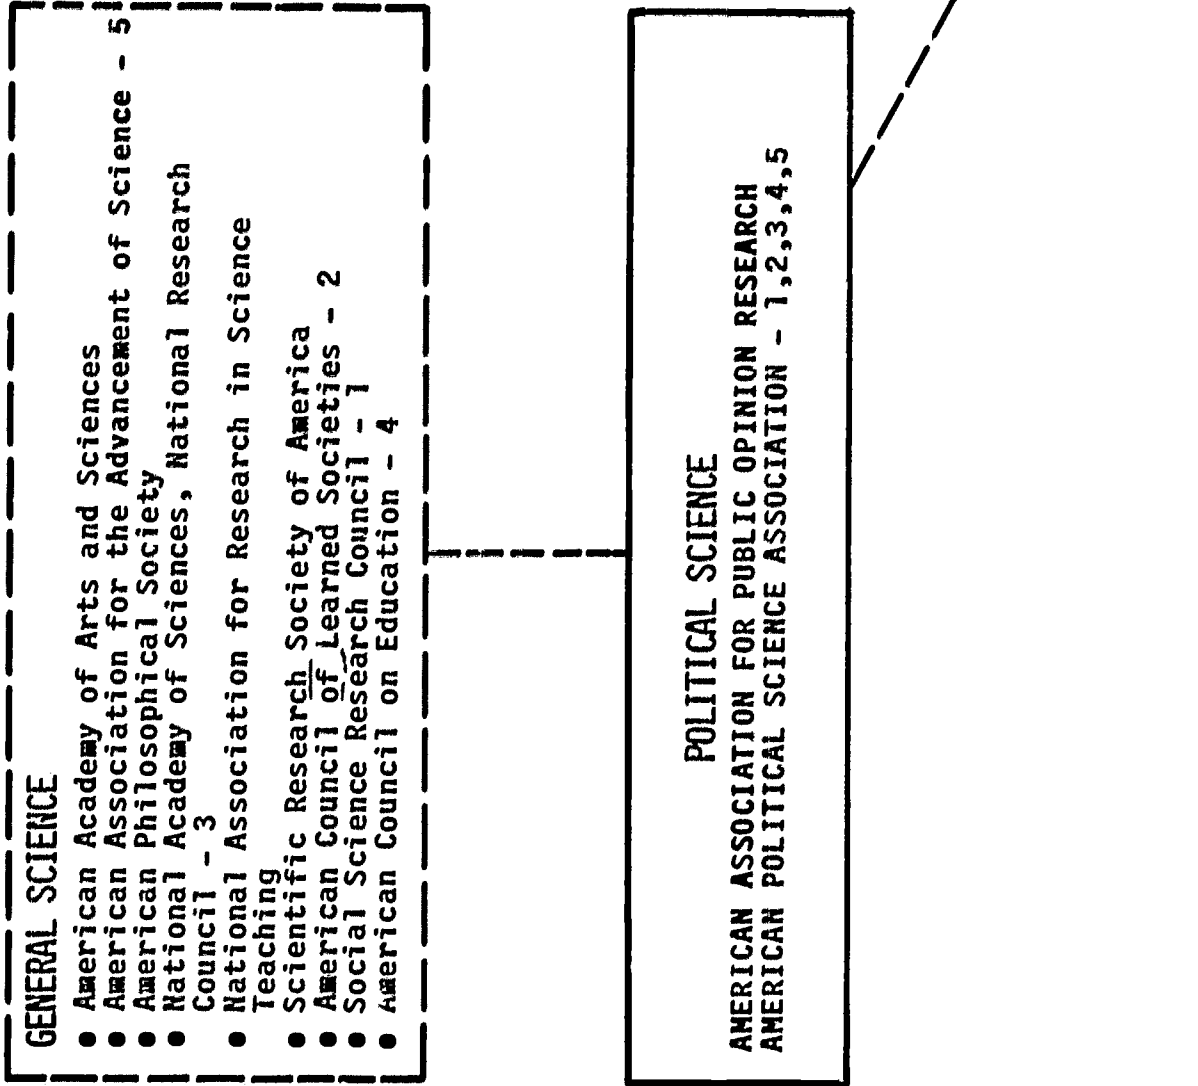 GENERAL SCIENCE
● American Academy of Arts and Sciences
● American Association for the Advancement of Science - 5
● American Philosophical Society
● National Academy of Sciences, National Research
Council - 3
● National Association for Research in Science
Teaching
● Scientific Research Society of America
● American Council of Learned Societies - 2
● Social Science Research Council - 1
● American Council on Education - 4
POLITICAL SCIENCE
AMERICAN ASSOCIATION FOR PUBLIC OPINION RESEARCH
AMERICAN POLITICAL SCIENCE ASSOCIATION - 1,2,3,4,5